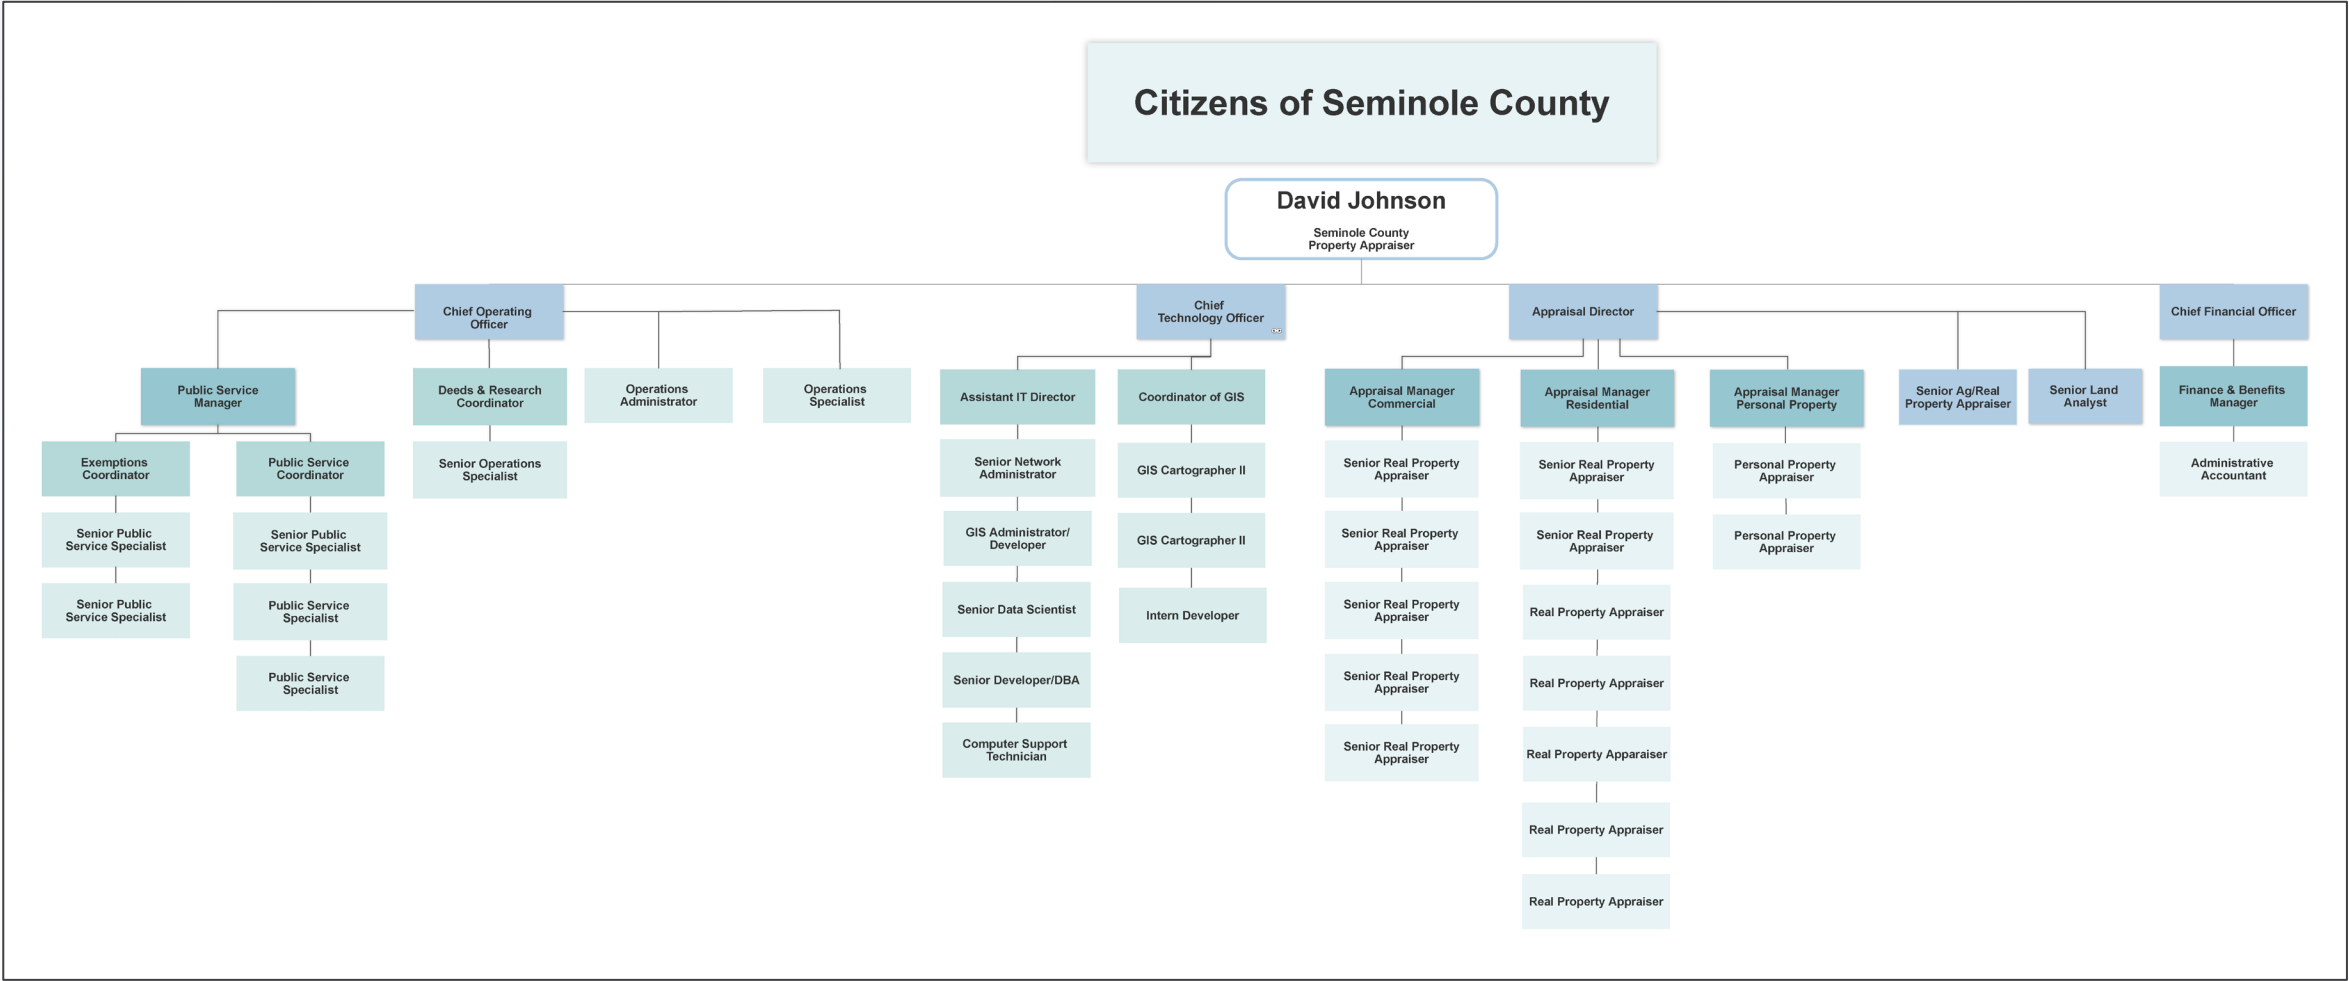 Citizens of Seminole County
David Johnson
Seminole County
Property Appraiser
Chief Operating
Officer
Chief
Technology Officer
Appraisal Director
Chief Financial Officer
Public Service
Manager
Deeds & Research
Coordinator
Operations
Administrator
Operations
Specialist
Assistant IT Director
Coordinator of GIS
Appraisal Manager
Commercial
Appraisal Manager
Residential
Appraisal Manager
Personal Property
Senior Ag/Real
Property Appraiser
Senior Land
Analyst
Finance & Benefits
Manager
Exemptions
Coordinator
Public Service
Coordinator
Senior Operations
Specialist
Senior Network
Administrator
GIS Cartographer II
Senior Real Property
Appraiser
Senior Real Property
Appraiser
Personal Property
Appraiser
Administrative
Accountant
Senior Public
Service Specialist
Senior Public
Service Specialist
GIS Administrator/
Developer
GIS Cartographer II
Senior Real Property
Appraiser
Senior Real Property
Appraiser
Personal Property
Appraiser
Senior Public
Service Specialist
Public Service
Specialist
Senior Data Scientist
Intern Developer
Senior Real Property
Appraiser
Real Property Appraiser
Public Service
Specialist
Senior Developer/DBA
Senior Real Property
Appraiser
Real Property Appraiser
Computer Support
Technician
Senior Real Property
Appraiser
Real Property Apparaiser
Real Property Appraiser
Real Property Appraiser